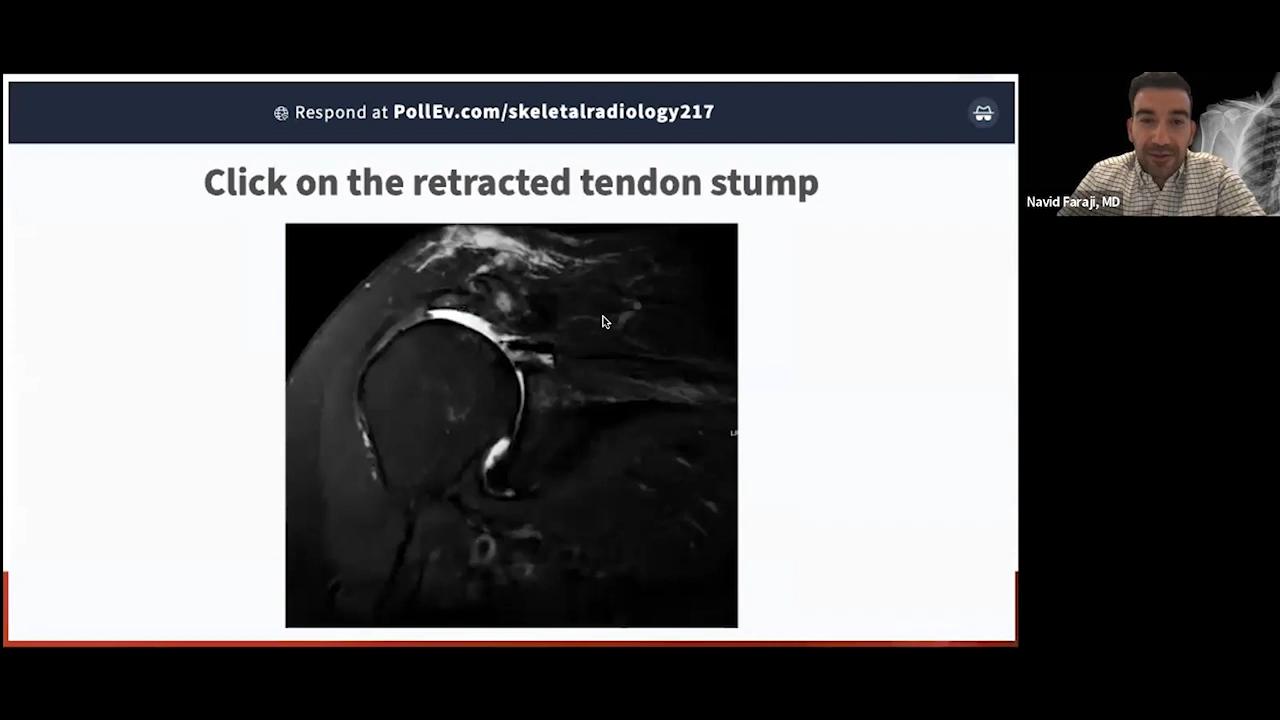 Respond at PollEv.com/skeletalradiology217
Click on the retracted tendon stump
Navid Faraji, MD